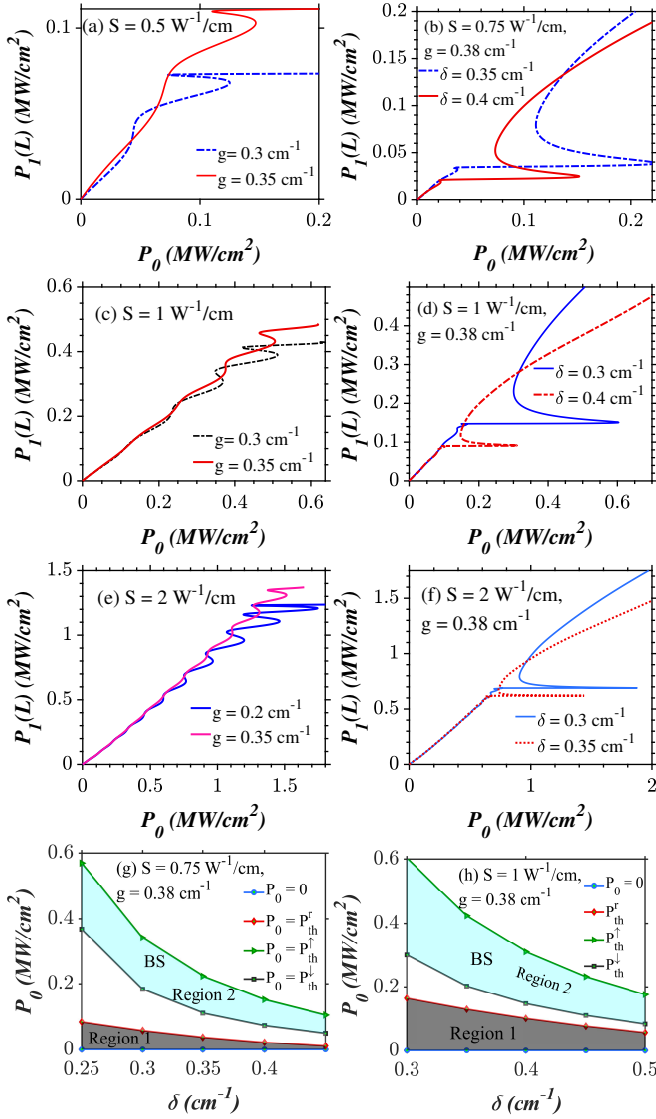 (a) S = 0.5 W⁻¹/cm
g= 0.3 cm⁻¹
g= 0.35 cm⁻¹
0.1
0
0
0.1
0.2
P₁(L) (MW/cm²)
P₀ (MW/cm²)
(b) S = 0.75 W⁻¹/cm,
g = 0.38 cm⁻¹
δ = 0.35 cm⁻¹
δ = 0.4 cm⁻¹
0.2
0.15
0.1
0.05
0
0
0.1
0.2
P₁(L) (MW/cm²)
P₀ (MW/cm²)
(c) S = 1 W⁻¹/cm
g= 0.3 cm⁻¹
g= 0.35 cm⁻¹
0.6
0.4
0.2
0
0
0.2
0.4
0.6
P₁(L) (MW/cm²)
P₀ (MW/cm²)
(d) S = 1 W⁻¹/cm,
g = 0.38 cm⁻¹
δ = 0.3 cm⁻¹
δ = 0.4 cm⁻¹
0.4
0.3
0.2
0.1
0
0
0.2
0.4
0.6
0.8
P₁(L) (MW/cm²)
P₀ (MW/cm²)
(e) S = 2 W⁻¹/cm
g = 0.2 cm⁻¹
g = 0.35 cm⁻¹
1.5
1
0.5
0
0
0.5
1
1.5
P₁(L) (MW/cm²)
P₀ (MW/cm²)
(f) S = 2 W⁻¹/cm,
g = 0.38 cm⁻¹
δ = 0.3 cm⁻¹
δ = 0.35 cm⁻¹
1.5
1
0.5
0
0
1
2
P₁(L) (MW/cm²)
P₀ (MW/cm²)
(g) S = 0.75 W⁻¹/cm,
g = 0.38 cm⁻¹
P₀ = 0
P₀ = Pʳₜₕ
P₀ = P↑ₜₕ
P₀ = P↓ₜₕ
BS
Region 2
Region 1
0.6
0.4
0.2
0
0.25
0.3
0.35
0.4
P₀ (MW/cm²)
δ (cm⁻¹)
(h) S = 1 W⁻¹/cm,
g = 0.38 cm⁻¹
P₀ = 0
Pʳₜₕ
P↑ₜₕ
P↓ₜₕ
BS
Region 2
Region 1
0.6
0.4
0.2
0
0.3
0.4
0.5
P₀ (MW/cm²)
δ (cm⁻¹)